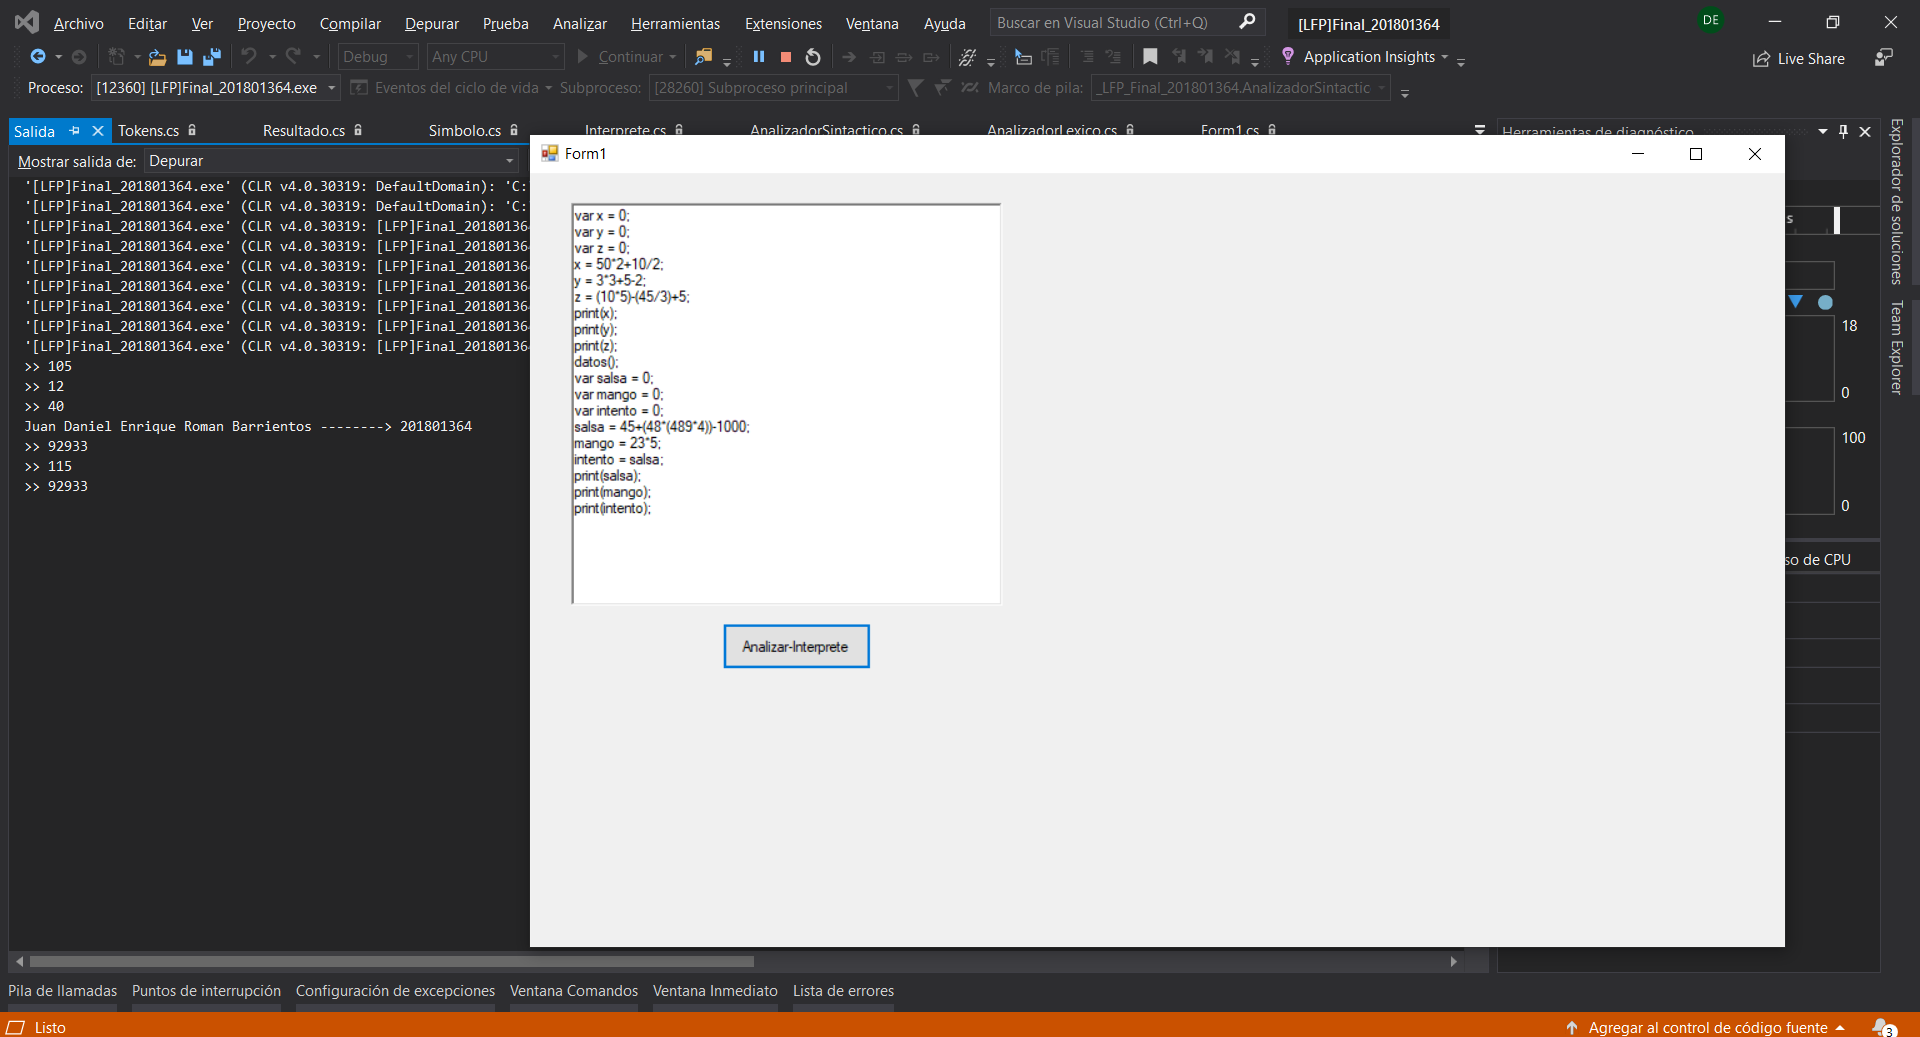 Archivo Editar Ver Proyecto Compilar Depurar Prueba Analizar Herramientas Extensiones Ventana Ayuda Buscar en Visual Studio (Ctrl+Q) [LFP]Final_201801364 DE
Debug Any CPU Continuar Application Insights Live Share
Proceso: [12360] [LFP]Final_201801364.exe Eventos del ciclo de vida Subproceso: [28260] Subproceso principal Marco de pila: _LFP_Final_201801364.AnalizadorSintactic
Salida Tokens.cs Resultado.cs Simbolo.cs Interprete.cs AnalizadorSintactico.cs AnalizadorLexico.cs Form1.cs Herramientas de diagnóstico
Mostrar salida de: Depurar
'[LFP]Final_201801364.exe' (CLR v4.0.30319: DefaultDomain): 'C:
'[LFP]Final_201801364.exe' (CLR v4.0.30319: DefaultDomain): 'C:
'[LFP]Final_201801364.exe' (CLR v4.0.30319: [LFP]Final_20180136
'[LFP]Final_201801364.exe' (CLR v4.0.30319: [LFP]Final_20180136
'[LFP]Final_201801364.exe' (CLR v4.0.30319: [LFP]Final_20180136
'[LFP]Final_201801364.exe' (CLR v4.0.30319: [LFP]Final_20180136
'[LFP]Final_201801364.exe' (CLR v4.0.30319: [LFP]Final_20180136
'[LFP]Final_201801364.exe' (CLR v4.0.30319: [LFP]Final_20180136
'[LFP]Final_201801364.exe' (CLR v4.0.30319: [LFP]Final_20180136
>> 105
>> 12
>> 40
Juan Daniel Enrique Roman Barrientos --------> 201801364
>> 92933
>> 115
>> 92933
Form1
var x = 0;
var y = 0;
var z = 0;
x = 50*2+10/2;
y = 3*3+5-2;
z = (10*5)-(45/3)+5;
print(x);
print(y);
print(z);
datos();
var salsa = 0;
var mango = 0;
var intento = 0;
salsa = 45+(48*(489*4))-1000;
mango = 23*5;
intento = salsa;
print(salsa);
print(mango);
print(intento);
Analizar-Interprete
s
18
0
100
0
so de CPU
Explorador de soluciones
Team Explorer
Pila de llamadas Puntos de interrupción Configuración de excepciones Ventana Comandos Ventana Inmediato Lista de errores
Listo Agregar al control de código fuente 3